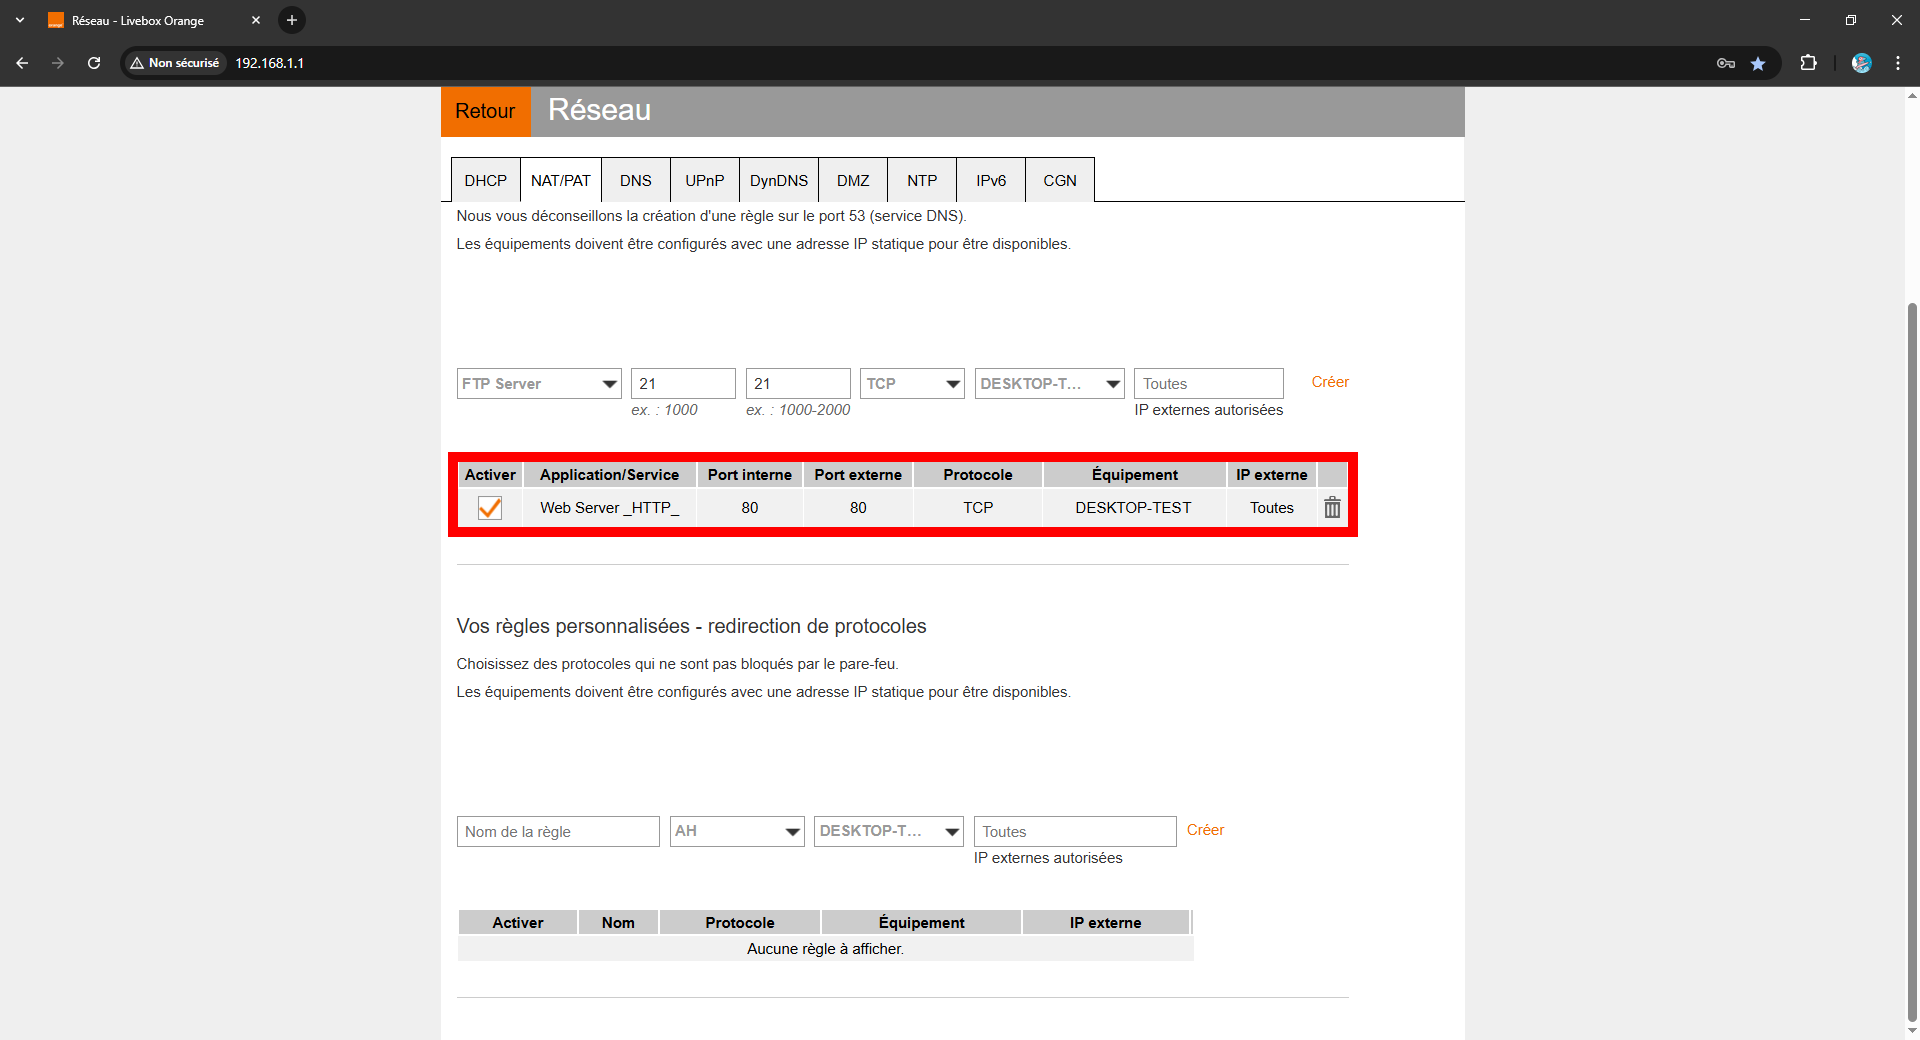 Réseau - Livebox Orange
Non sécurisé 192.168.1.1
Retour Réseau
DHCP NAT/PAT DNS UPnP DynDNS DMZ NTP IPv6 CGN
Nous vous déconseillons la création d'une règle sur le port 53 (service DNS).
Les équipements doivent être configurés avec une adresse IP statique pour être disponibles.
FTP Server 21 21 TCP DESKTOP-T... Toutes Créer
ex. : 1000 ex. : 1000-2000 IP externes autorisées
Activer Application/Service Port interne Port externe Protocole Équipement IP externe
Web Server _HTTP_ 80 80 TCP DESKTOP-TEST Toutes
Vos règles personnalisées - redirection de protocoles
Choisissez des protocoles qui ne sont pas bloqués par le pare-feu.
Les équipements doivent être configurés avec une adresse IP statique pour être disponibles.
Nom de la règle AH DESKTOP-T... Toutes Créer
IP externes autorisées
Activer Nom Protocole Équipement IP externe
Aucune règle à afficher.